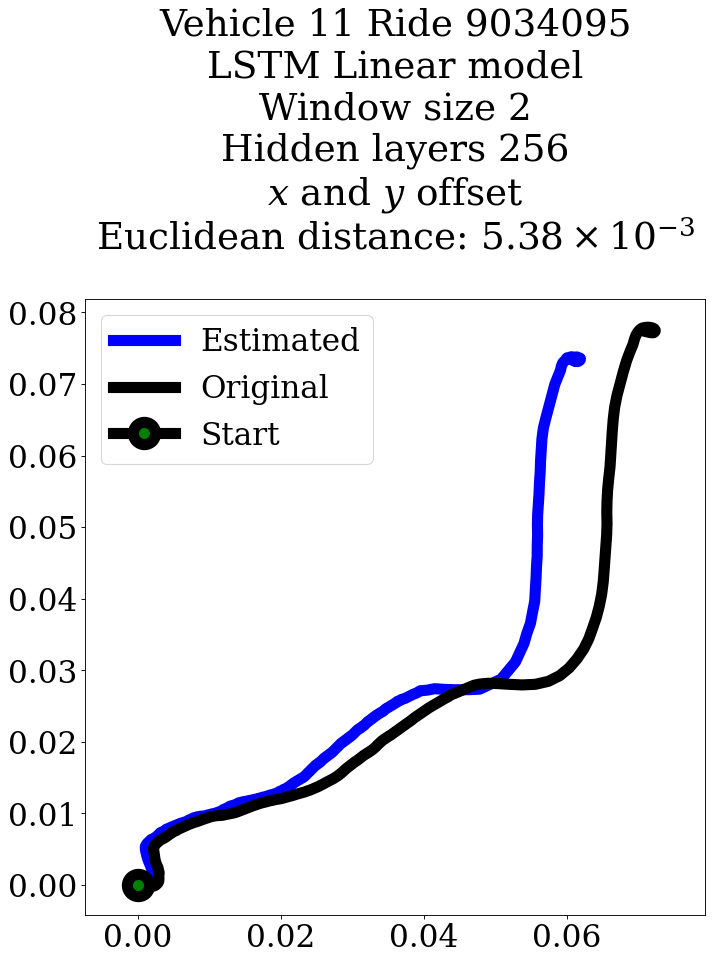 Vehicle 11 Ride 9034095
LSTM Linear model
Window size 2
Hidden layers 256
x and y offset
Euclidean distance: 5.38 × 10⁻³
0.08
0.07
0.06
0.05
0.04
0.03
0.02
0.01
0.00
Estimated
Original
Start
0.00 0.02 0.04 0.06